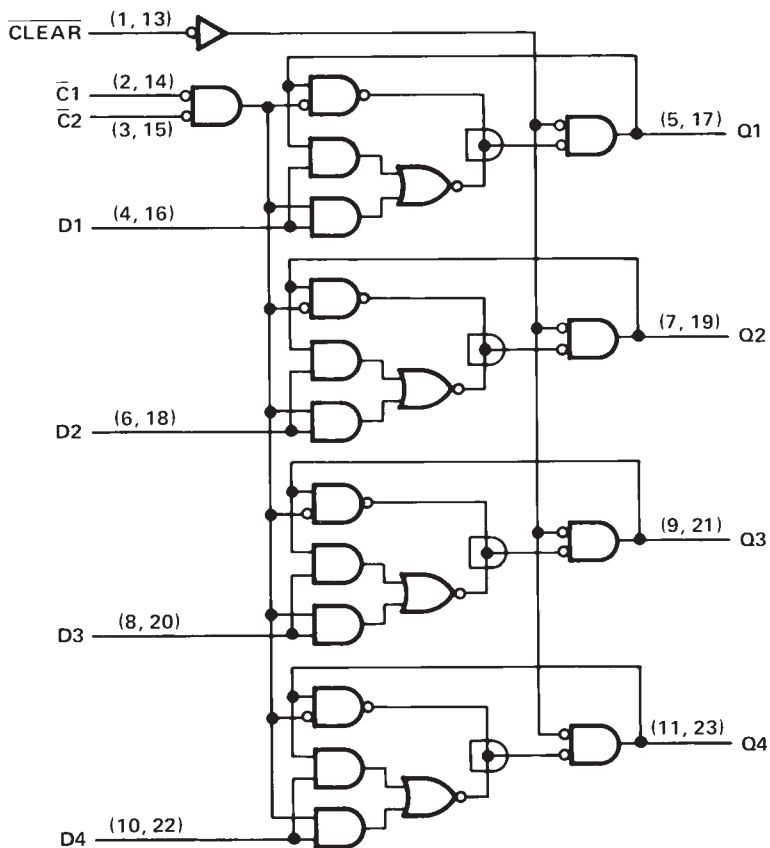 C̅L̅E̅A̅R̅ (1, 13)
C̅1 (2, 14)
C̅2 (3, 15)
(5, 17) Q1
D1 (4, 16)
(7, 19) Q2
D2 (6, 18)
(9, 21) Q3
D3 (8, 20)
(11, 23) Q4
D4 (10, 22)